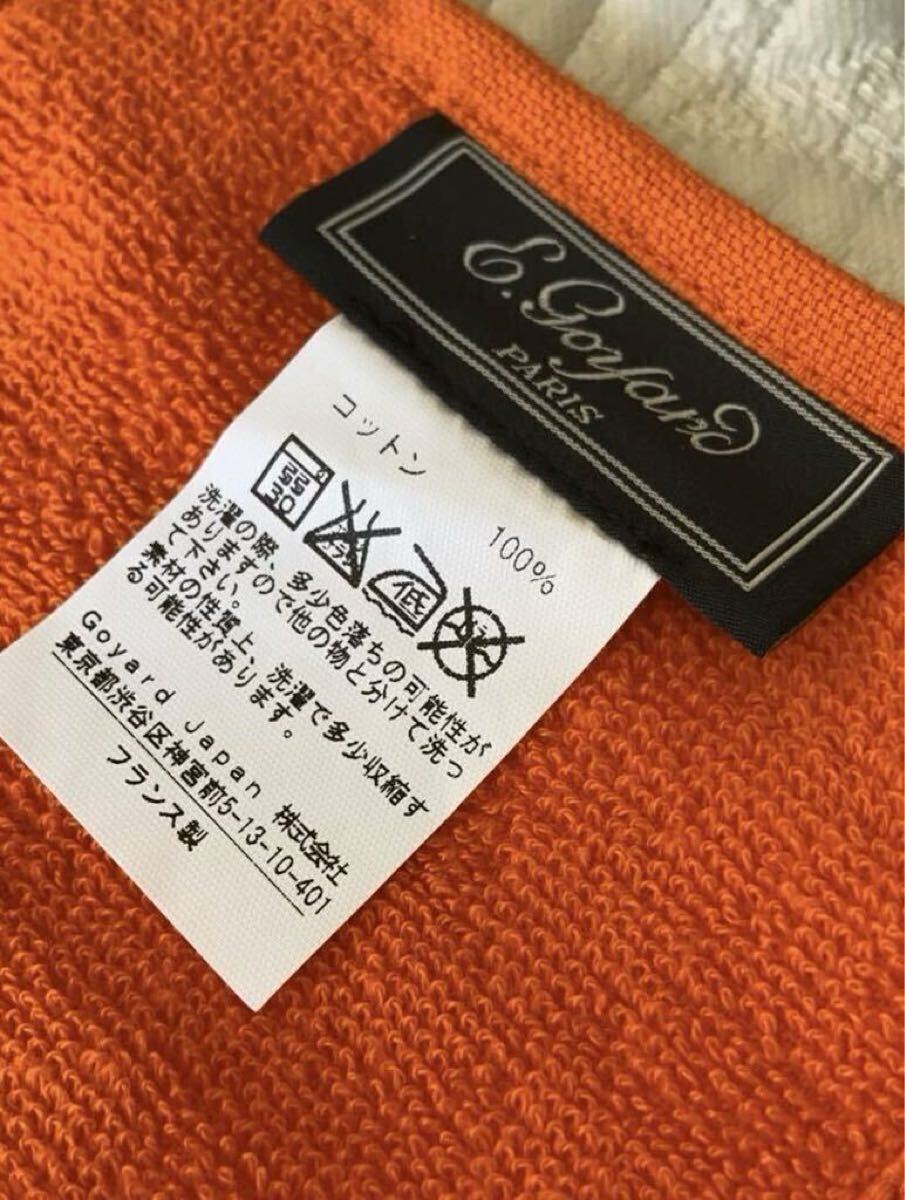 E. Goyard
PARIS
コットン 100%
弱
30
低
洗濯の際、多少色落ちの可能性が
ありますので他の物と分けて洗っ
て下さい。
素材の性質上、洗濯で多少収縮す
る可能性があります。
Goyard Japan 株式会社
東京都渋谷区神宮前5-13-10-401
フランス製